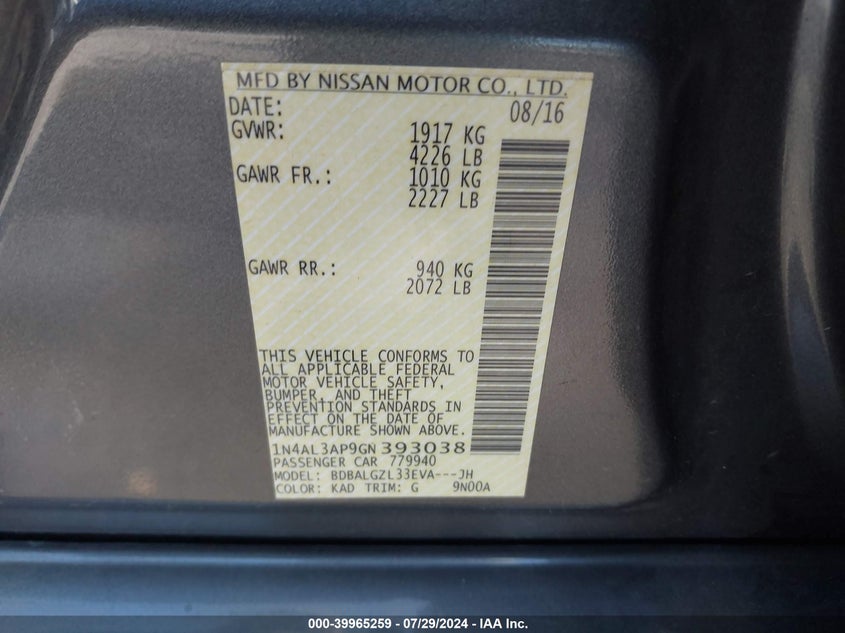 MFD BY NISSAN MOTOR CO., LTD.
DATE: 08/16
GVWR: 1917 KG
4226 LB
GAWR FR.: 1010 KG
2227 LB
GAWR RR.: 940 KG
2072 LB
THIS VEHICLE CONFORMS TO
ALL APPLICABLE FEDERAL
MOTOR VEHICLE SAFETY,
BUMPER, AND THEFT
PREVENTION STANDARDS IN
EFFECT ON THE DATE OF
MANUFACTURE SHOWN ABOVE.
1N4AL3AP9GN393038
PASSENGER CAR 779940
MODEL: BDBALGZL33EVA---JH
COLOR: KAD TRIM: G 9N00A
000-39965259 / 07/29/2024 - IAA Inc.